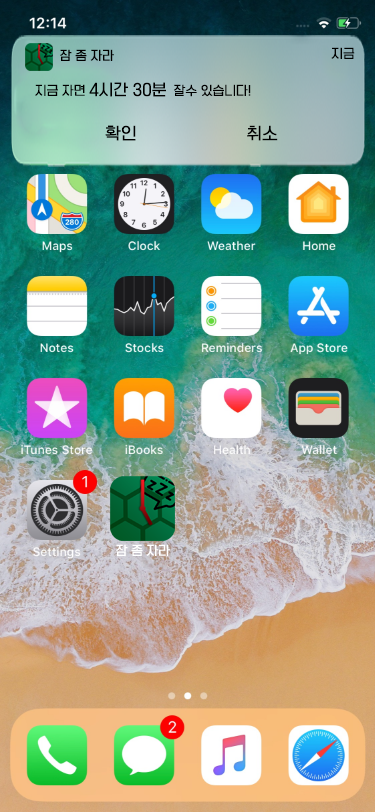 12:14
잠 좀 자라
지금
지금 자면 4시간 30분 잘수 있습니다!
확인 취소
280
Maps Clock Weather Home
Notes Stocks Reminders App Store
iTunes Store iBooks Health Wallet
1
zzz
Settings 잠 좀 자라
2